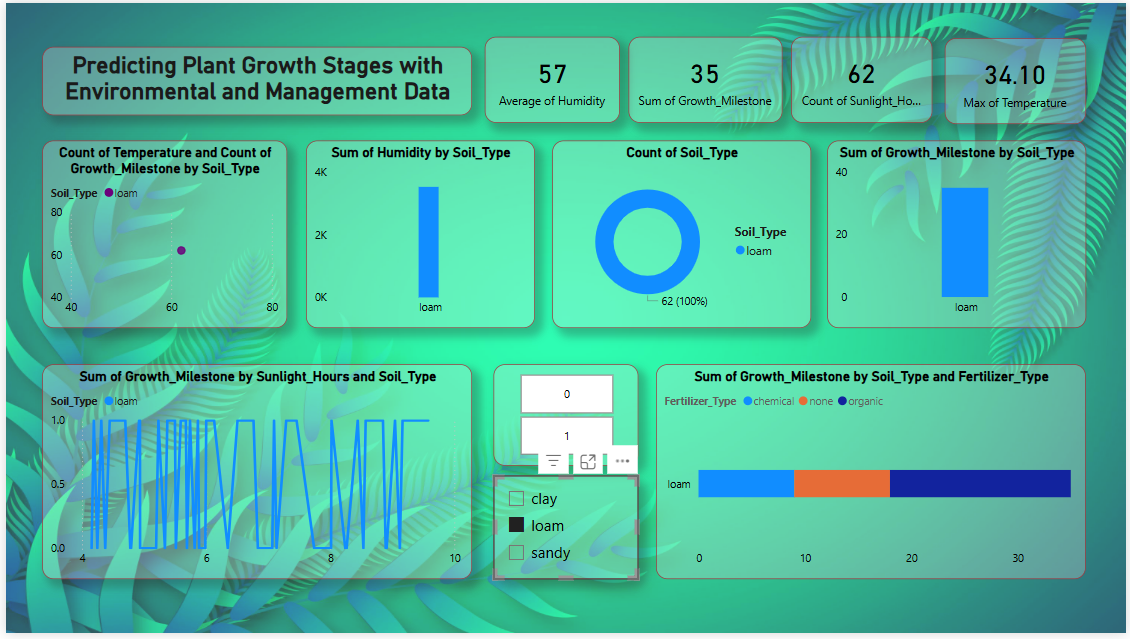 Predicting Plant Growth Stages with
Environmental and Management Data
57
Average of Humidity
35
Sum of Growth_Milestone
62
Count of Sunlight_Ho...
34.10
Max of Temperature
Count of Temperature and Count of
Growth_Milestone by Soil_Type
Soil_Type loam
80
60
40
40 60 80
Sum of Humidity by Soil_Type
4K
2K
0K
loam
Count of Soil_Type
Soil_Type
loam
62 (100%)
Sum of Growth_Milestone by Soil_Type
40
20
0
loam
Sum of Growth_Milestone by Sunlight_Hours and Soil_Type
Soil_Type loam
1.0
0.5
0.0
4 6 8 10
0
1
clay
loam
sandy
Sum of Growth_Milestone by Soil_Type and Fertilizer_Type
Fertilizer_Type chemical none organic
loam
0 10 20 30